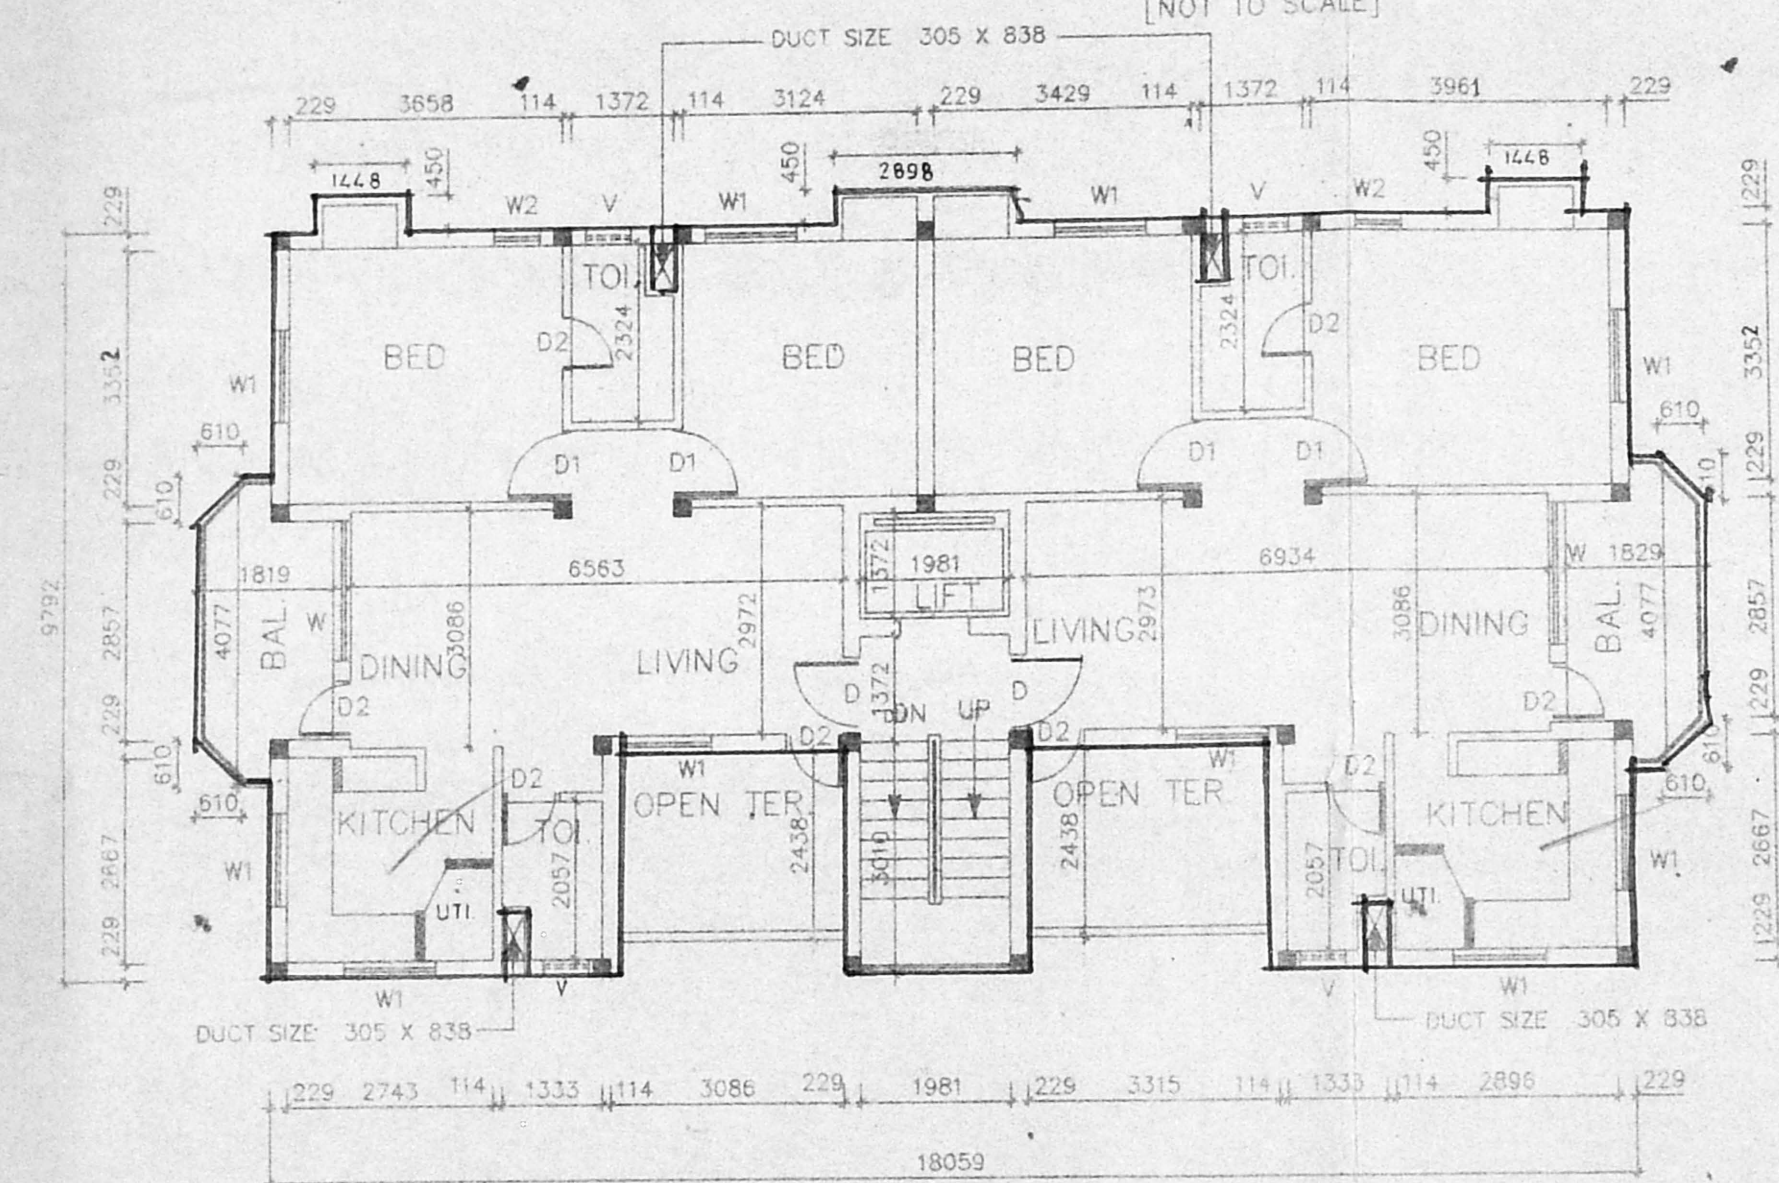 [NOT TO SCALE]
DUCT SIZE 305 X 838
229 3658 114 1372 114 3124 229 3429 114 1372 114 3961 229
1448 450 450 2898 450 1448
229 W2 V W1 W1 V W2 229
TOI. TOI.
2324 2324
D2 D2
BED BED BED BED
3352 3352
W1 W1
610 610
D1 D1 D1 D1
229 610 610 229
1372
1819 6563 1981 6934 W 1829
LIFT
9792 2857 4077 BAL. W 3086 2972 2973 3086 BAL. 4077 2857
DINING LIVING LIVING DINING
1372
D D
D2 DN UP D2
229 D2 D2 229
610 610
W1 W1
D2 D2
610 610
OPEN TER. OPEN TER
KITCHEN TOI. TOI. KITCHEN
2667 W1 2057 2438 3010 2438 2057 W1 2667
UTI. UTI.
229 229
W1 V V W1
DUCT SIZE 305 X 838 DUCT SIZE 305 X 838
229 2743 114 1333 114 3086 229 1981 229 3315 114 1333 114 2896 229
18059